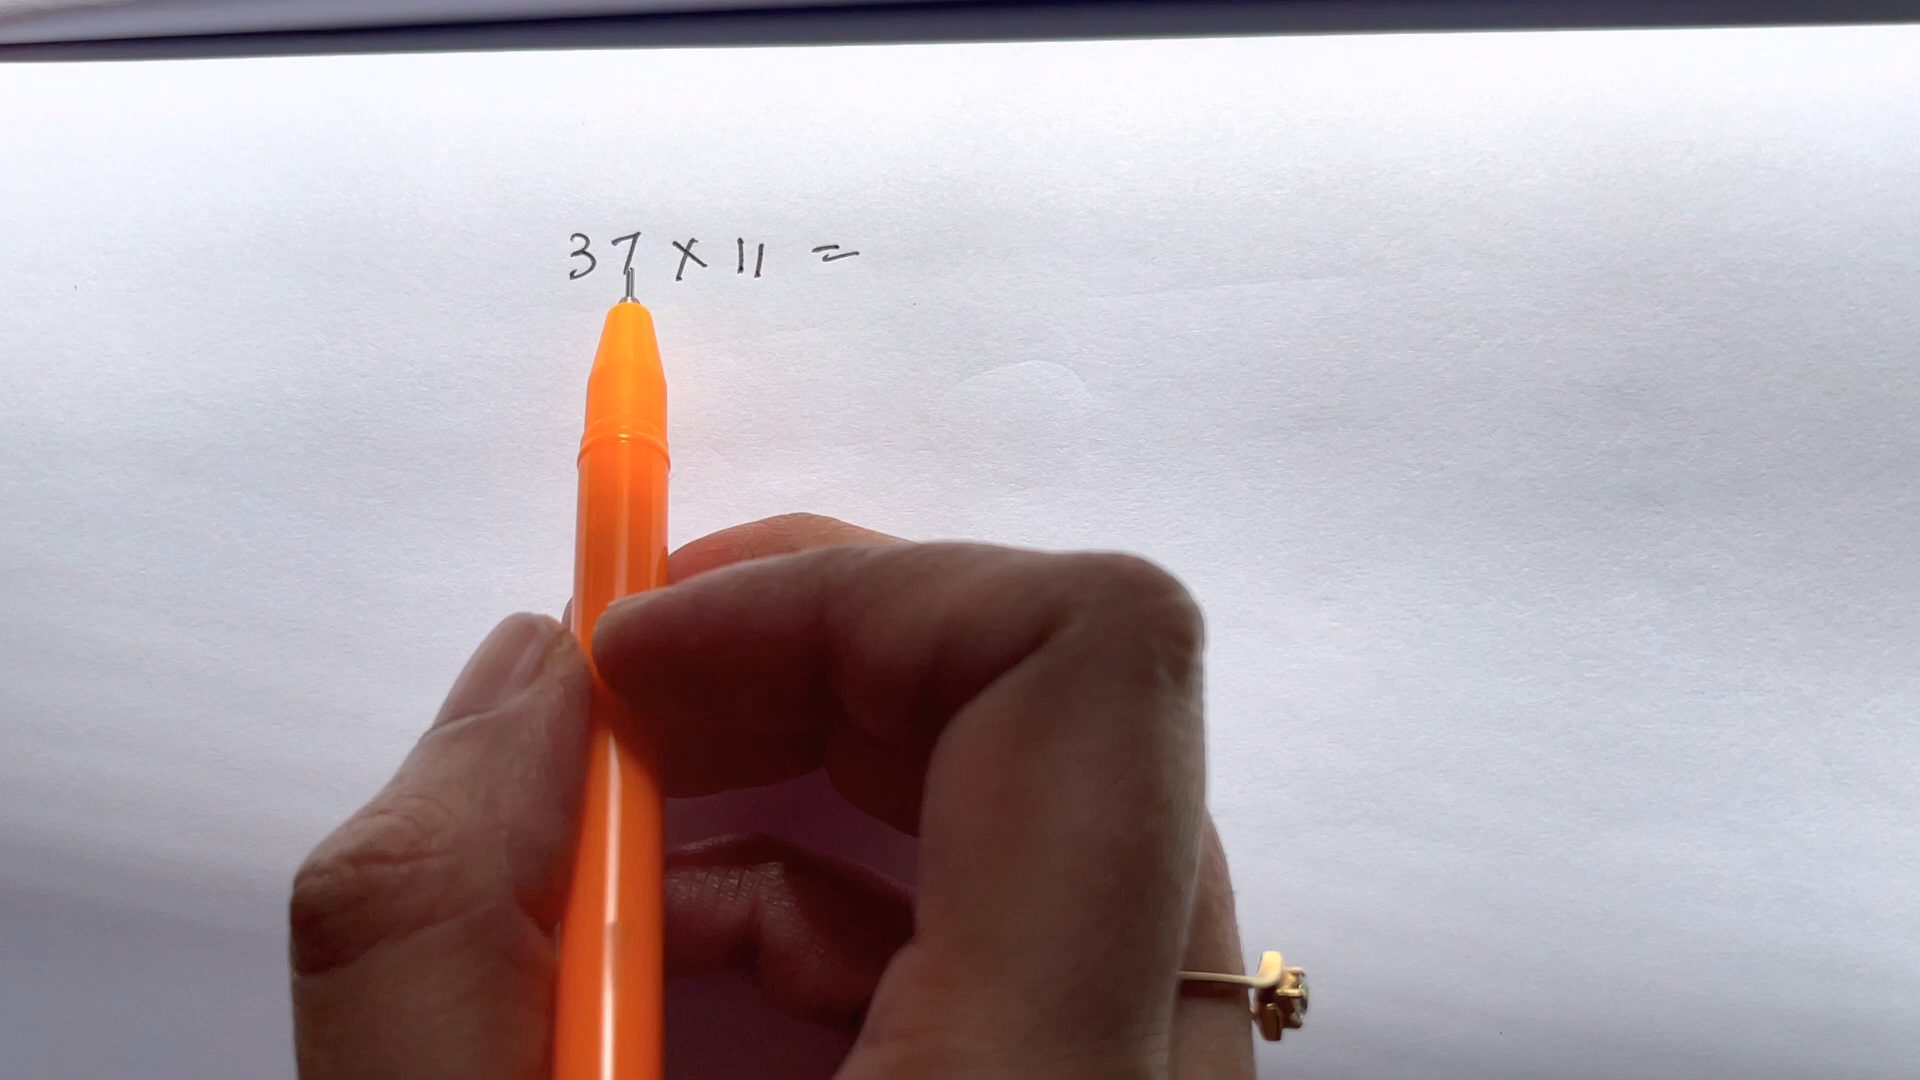 37 × 11 =